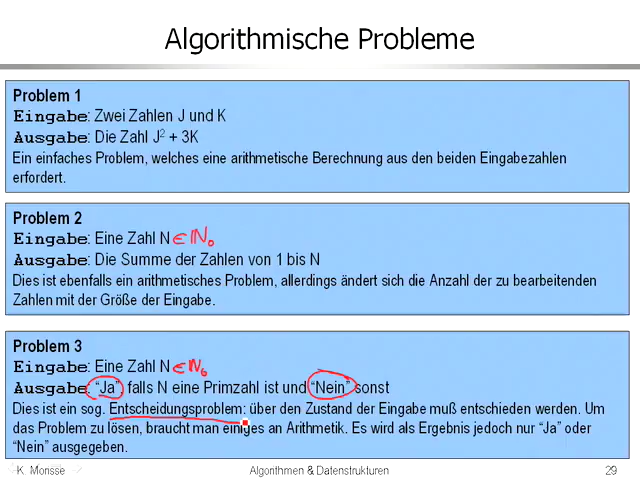 Algorithmische Probleme
Problem 1
Eingabe: Zwei Zahlen J und K
Ausgabe: Die Zahl J² + 3K
Ein einfaches Problem, welches eine arithmetische Berechnung aus den beiden Eingabezahlen
erfordert.
Problem 2
Eingabe: Eine Zahl N ∈ ℕ₀
Ausgabe: Die Summe der Zahlen von 1 bis N
Dies ist ebenfalls ein arithmetisches Problem, allerdings ändert sich die Anzahl der zu bearbeitenden
Zahlen mit der Größe der Eingabe.
Problem 3
Eingabe: Eine Zahl N ∈ ℕ₀
Ausgabe: "Ja", falls N eine Primzahl ist und "Nein" sonst
Dies ist ein sog. Entscheidungsproblem: über den Zustand der Eingabe muß entschieden werden. Um
das Problem zu lösen, braucht man einiges an Arithmetik. Es wird als Ergebnis jedoch nur "Ja" oder
"Nein" ausgegeben.
K. Morisse
Algorithmen & Datenstrukturen
29